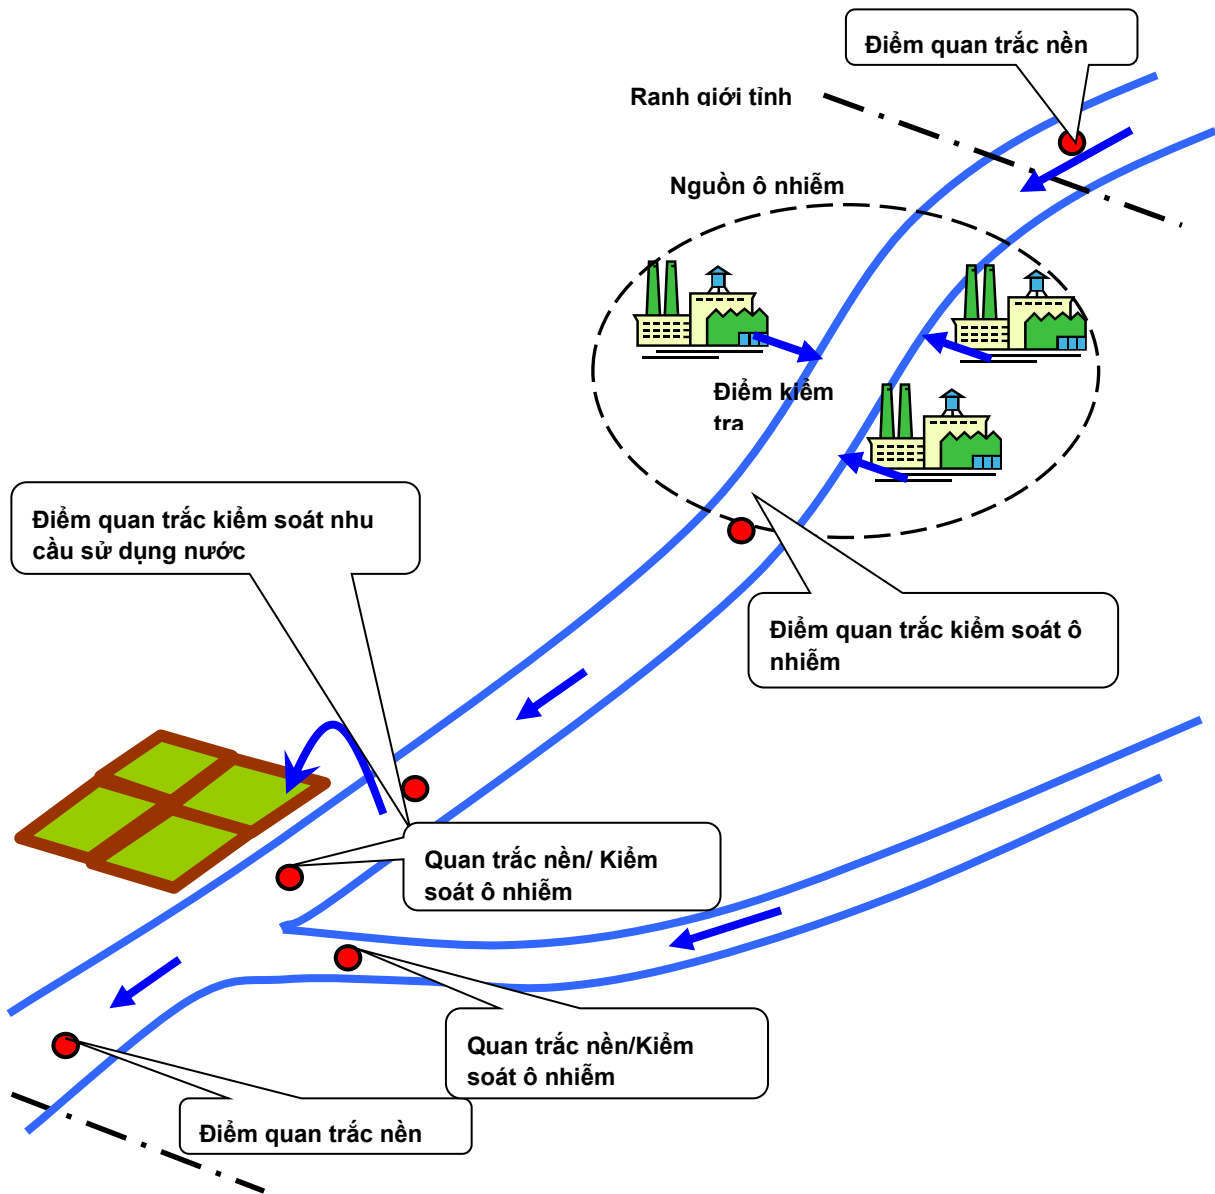 Điểm quan trắc nền
Ranh giới tỉnh
Nguồn ô nhiễm
Điểm kiểm
tra
Điểm quan trắc kiểm soát nhu
cầu sử dụng nước
Điểm quan trắc kiểm soát ô
nhiễm
Quan trắc nền/ Kiểm
soát ô nhiễm
Quan trắc nền/Kiểm
soát ô nhiễm
Điểm quan trắc nền